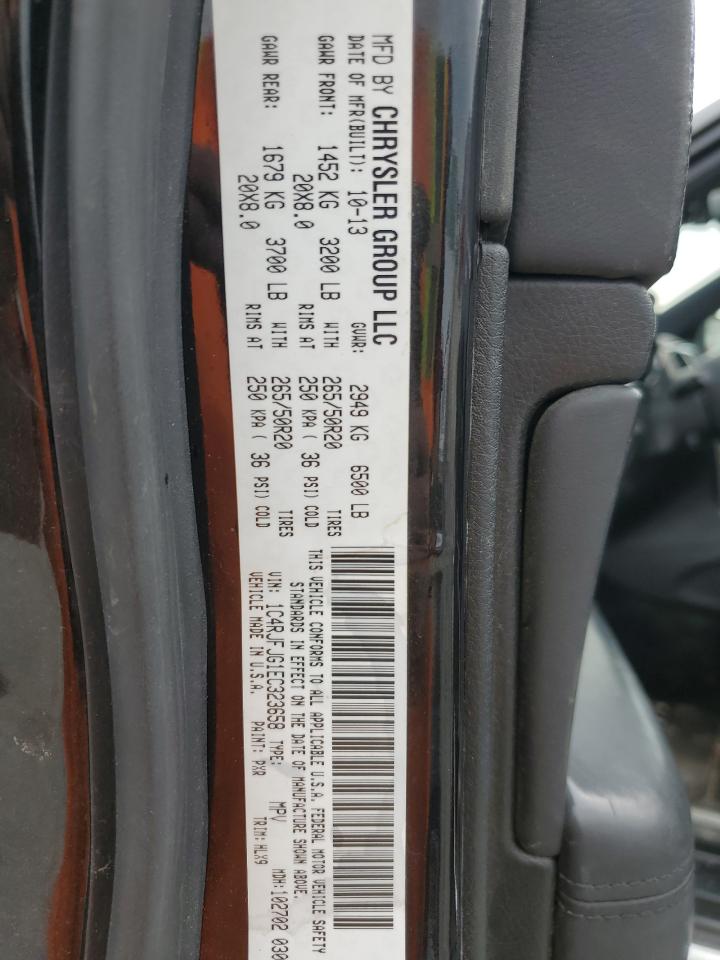 MFD BY CHRYSLER GROUP LLC
DATE OF MFR(BUILT): 10-13 GVWR: 2949 KG 6500 LB
GAWR FRONT: 1452 KG 3200 LB WITH 265/50R20 TIRES
20X8.0 RIMS AT 250 KPA ( 36 PSI) COLD
GAWR REAR: 1679 KG 3700 LB WITH 265/50R20 TIRES
20X8.0 RIMS AT 250 KPA ( 36 PSI) COLD
THIS VEHICLE CONFORMS TO ALL APPLICABLE U.S.A. FEDERAL MOTOR VEHICLE SAFETY
STANDARDS IN EFFECT ON THE DATE OF MANUFACTURE SHOWN ABOVE.
VIN: 1C4RJFJG1EC323658 TYPE: MPV MDH:102702 030
VEHICLE MADE IN U.S.A. PAINT: PXR TRIM: HLX9